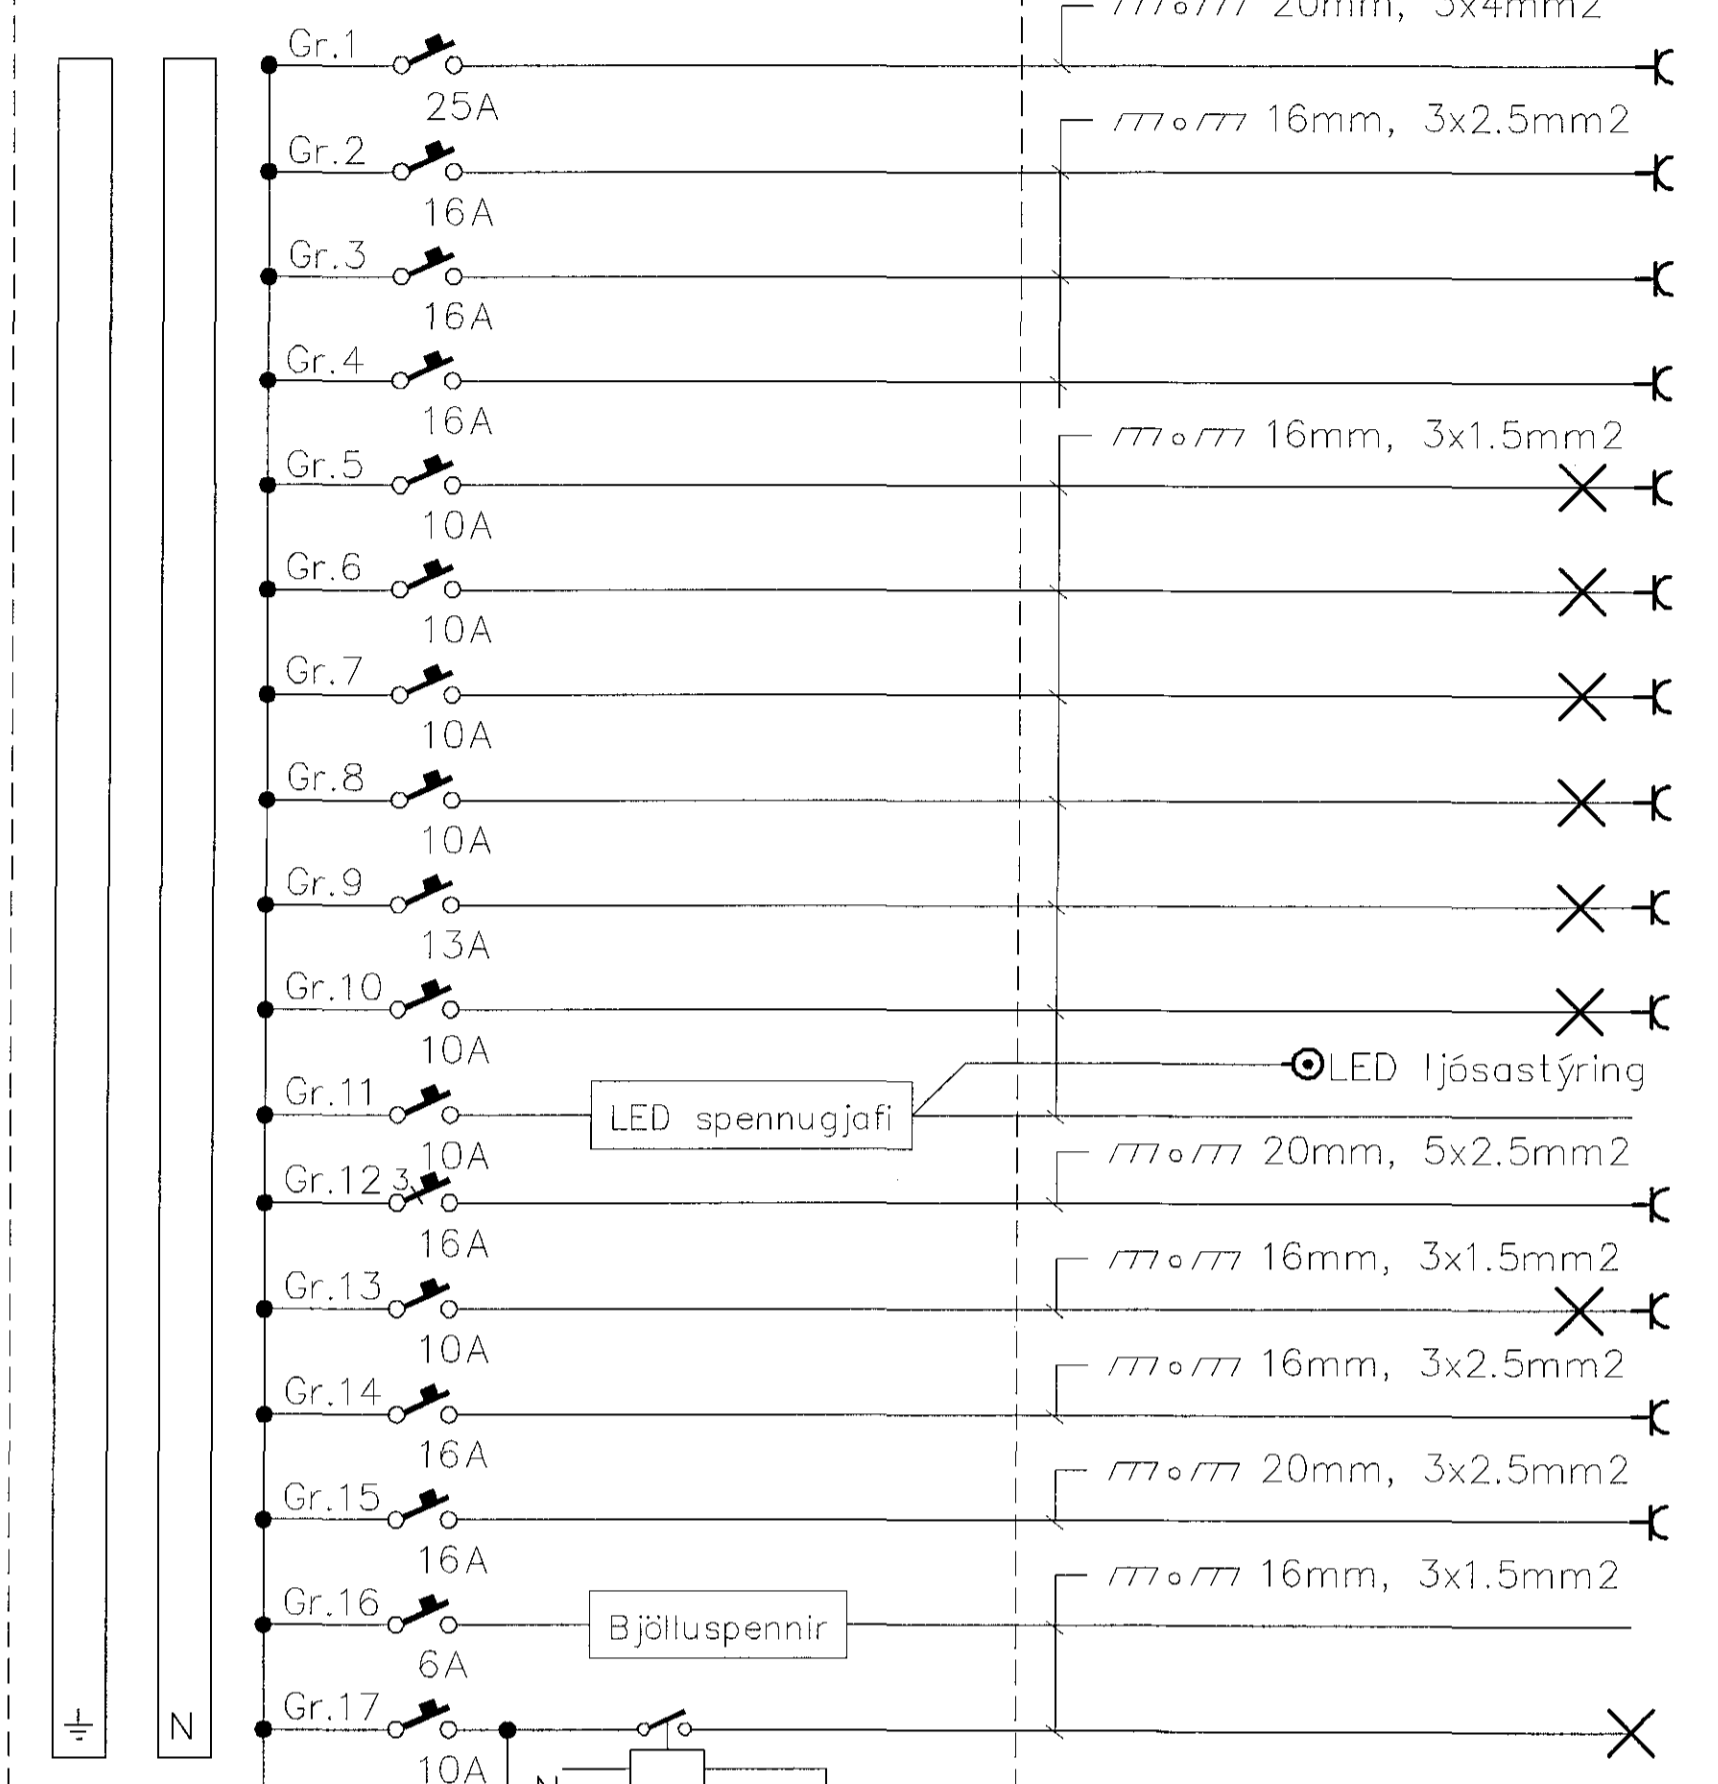 20mm, 3x4mm2
Gr.1
25A
16mm, 3x2.5mm2
Gr.2
16A
Gr.3
16A
Gr.4
16A
16mm, 3x1.5mm2
Gr.5
10A
Gr.6
10A
Gr.7
10A
Gr.8
10A
Gr.9
13A
Gr.10
10A
LED ljósastýring
Gr.11
LED spennugjafi
10A
20mm, 5x2.5mm2
Gr.12 3
16A
16mm, 3x1.5mm2
Gr.13
10A
16mm, 3x2.5mm2
Gr.14
16A
20mm, 3x2.5mm2
Gr.15
16A
16mm, 3x1.5mm2
Gr.16
Bjölluspennir
6A
Gr.17
N
10A
N